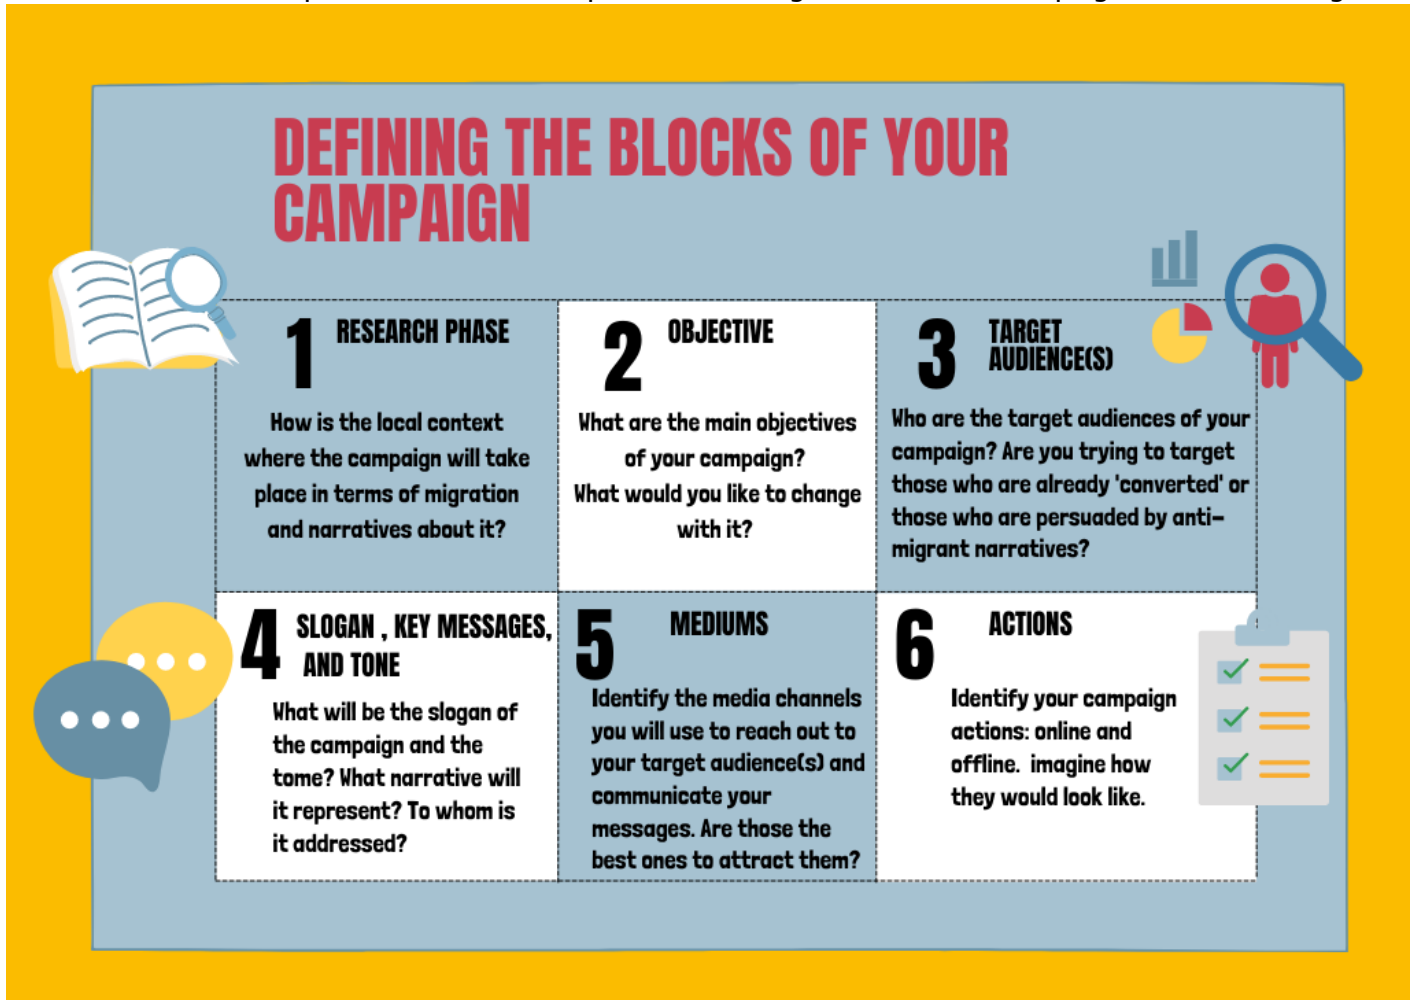 DEFINING THE BLOCKS OF YOUR
CAMPAIGN
1 RESEARCH PHASE
How is the local context
where the campaign will take
place in terms of migration
and narratives about it?
2 OBJECTIVE
What are the main objectives
of your campaign?
What would you like to change
with it?
3 TARGET
AUDIENCE(S)
Who are the target audiences of your
campaign? Are you trying to target
those who are already 'converted' or
those who are persuaded by anti-
migrant narratives?
4 SLOGAN , KEY MESSAGES,
AND TONE
What will be the slogan of
the campaign and the
tome? What narrative will
it represent? To whom is
it addressed?
5 MEDIUMS
Identify the media channels
you will use to reach out to
your target audience(s) and
communicate your
messages. Are those the
best ones to attract them?
6 ACTIONS
Identify your campaign
actions: online and
offline. imagine how
they would look like.